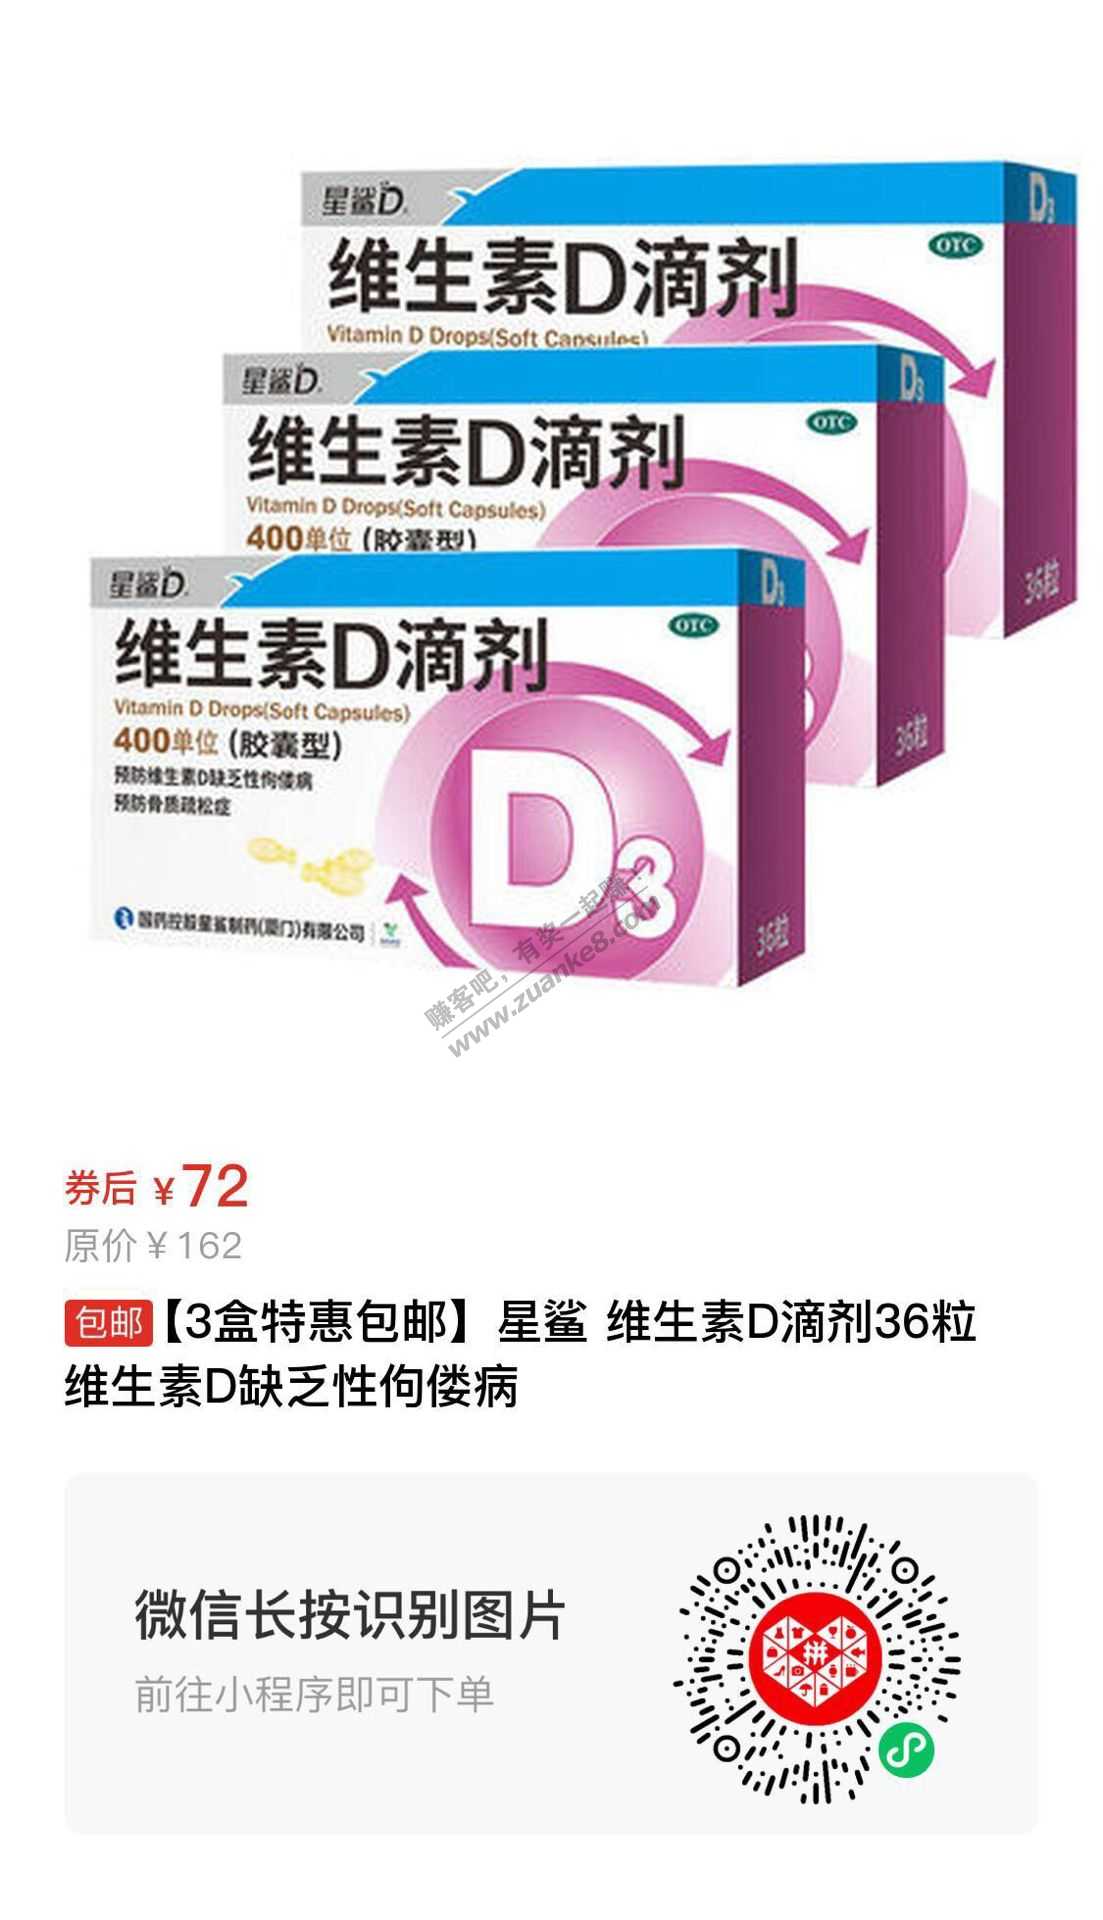 星鲨D
D3
OTC
维生素D滴剂
Vitamin D Drops(Soft Capsules)
36粒
星鲨D
D3
OTC
维生素D滴剂
Vitamin D Drops(Soft Capsules)
400单位(胶囊型)
36粒
星鲨D
D3
OTC
维生素D滴剂
Vitamin D Drops(Soft Capsules)
400单位(胶囊型)
预防维生素D缺乏性佝偻病
预防骨质疏松症
D3
国药控股星鲨制药(厦门)有限公司
36粒
赚客吧，有奖一起赚！
www.zuanke8.com
券后 ¥72
原价 ¥162
包邮【3盒特惠包邮】星鲨 维生素D滴剂36粒
维生素D缺乏性佝偻病
微信长按识别图片
前往小程序即可下单
拼